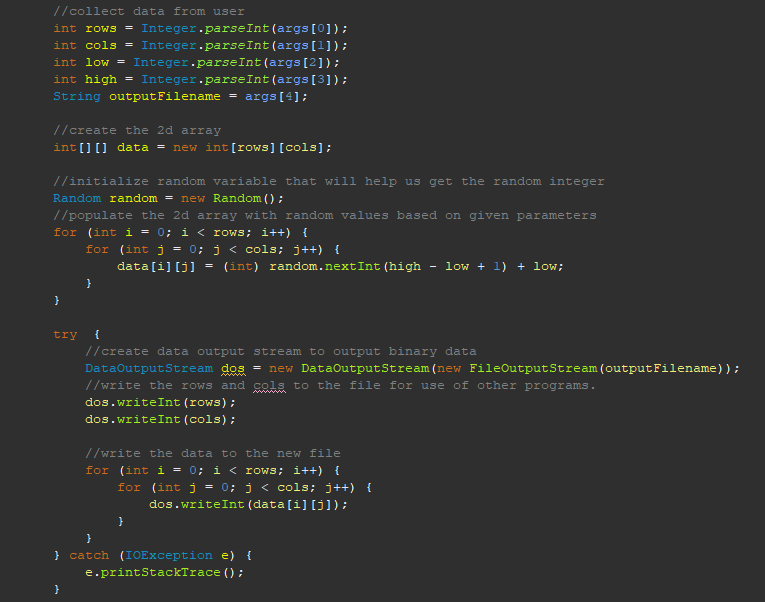 //collect data from user
int rows = Integer.parseInt(args[0]);
int cols = Integer.parseInt(args[1]);
int low = Integer.parseInt(args[2]);
int high = Integer.parseInt(args[3]);
String outputFilename = args[4];

//create the 2d array
int[][] data = new int[rows][cols];

//initialize random variable that will help us get the random integer
Random random = new Random();
//populate the 2d array with random values based on given parameters
for (int i = 0; i < rows; i++) {
    for (int j = 0; j < cols; j++) {
        data[i][j] = (int) random.nextInt(high - low + 1) + low;
    }
}

try  {
    //create data output stream to output binary data
    DataOutputStream dos = new DataOutputStream(new FileOutputStream(outputFilename));
    //write the rows and cols to the file for use of other programs.
    dos.writeInt(rows);
    dos.writeInt(cols);

    //write the data to the new file
    for (int i = 0; i < rows; i++) {
        for (int j = 0; j < cols; j++) {
            dos.writeInt(data[i][j]);
        }
    }
} catch (IOException e) {
    e.printStackTrace();
}